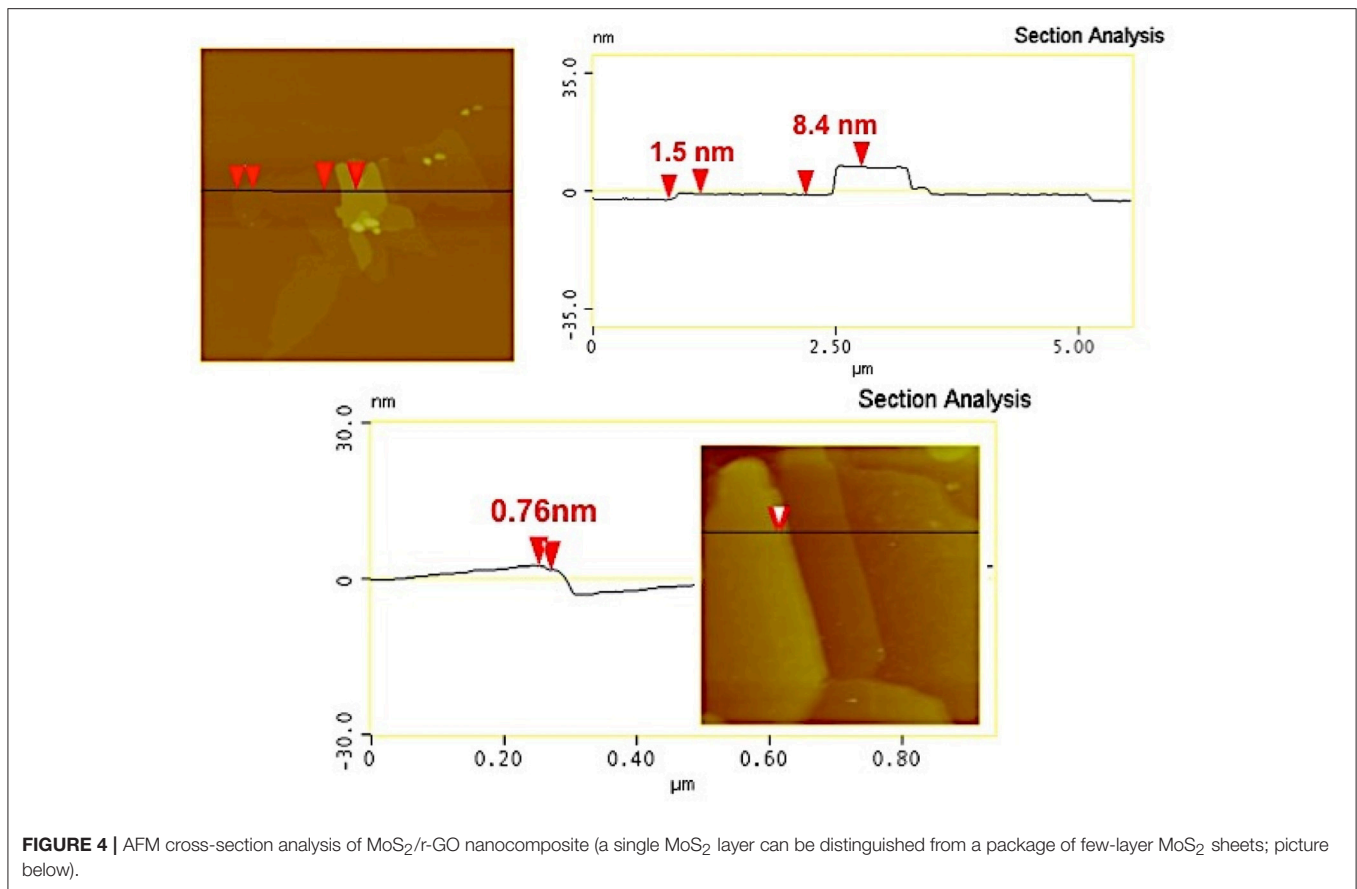 nm
Section Analysis
35.0
0
-35.0
1.5 nm
8.4 nm
0
2.50
5.00
µm
nm
Section Analysis
30.0
0
-30.0
0.76nm
0
0.20
0.40
0.60
0.80
µm
FIGURE 4 | AFM cross-section analysis of MoS₂/r-GO nanocomposite (a single MoS₂ layer can be distinguished from a package of few-layer MoS₂ sheets; picture
below).